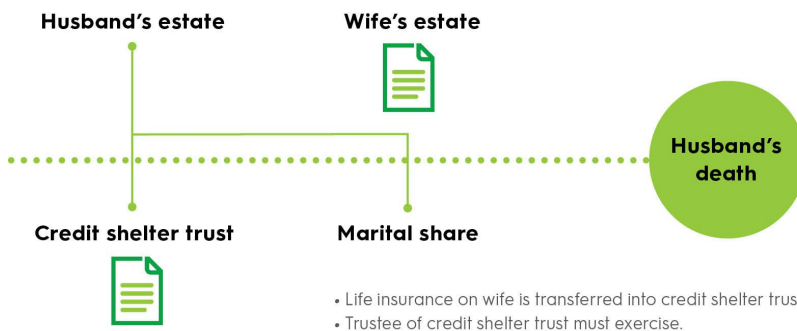 Husband's estate
Wife's estate
Husband's
death
Credit shelter trust
Marital share
• Life insurance on wife is transferred into credit shelter trus
• Trustee of credit shelter trust must exercise.